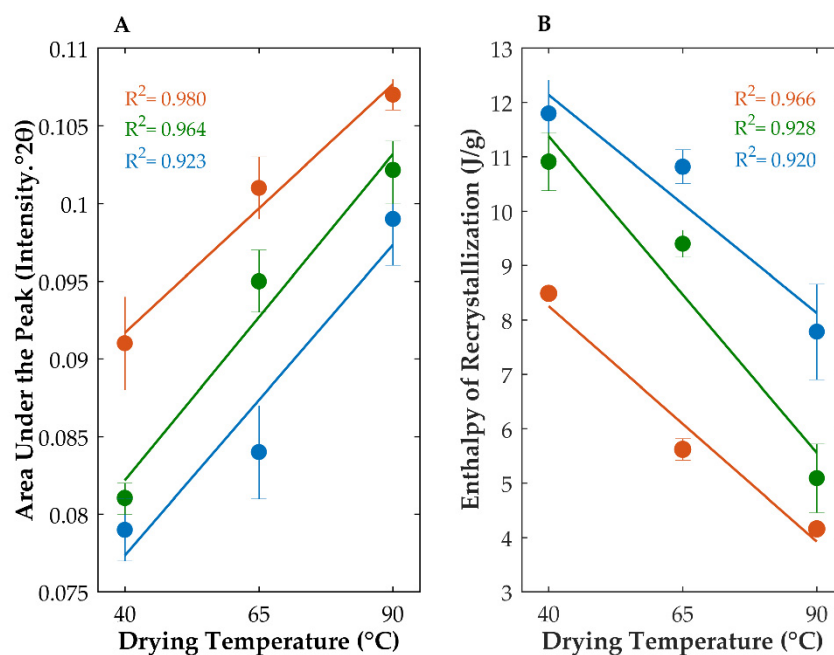 A
Area Under the Peak (Intensity.°2θ)
0.11
0.105
0.1
0.095
0.09
0.085
0.08
0.075
R²= 0.980
R²= 0.964
R²= 0.923
40
65
90
Drying Temperature (°C)
B
Enthalpy of Recrystallization (J/g)
13
12
11
10
9
8
7
6
5
4
3
R²= 0.966
R²= 0.928
R²= 0.920
40
65
90
Drying Temperature (°C)